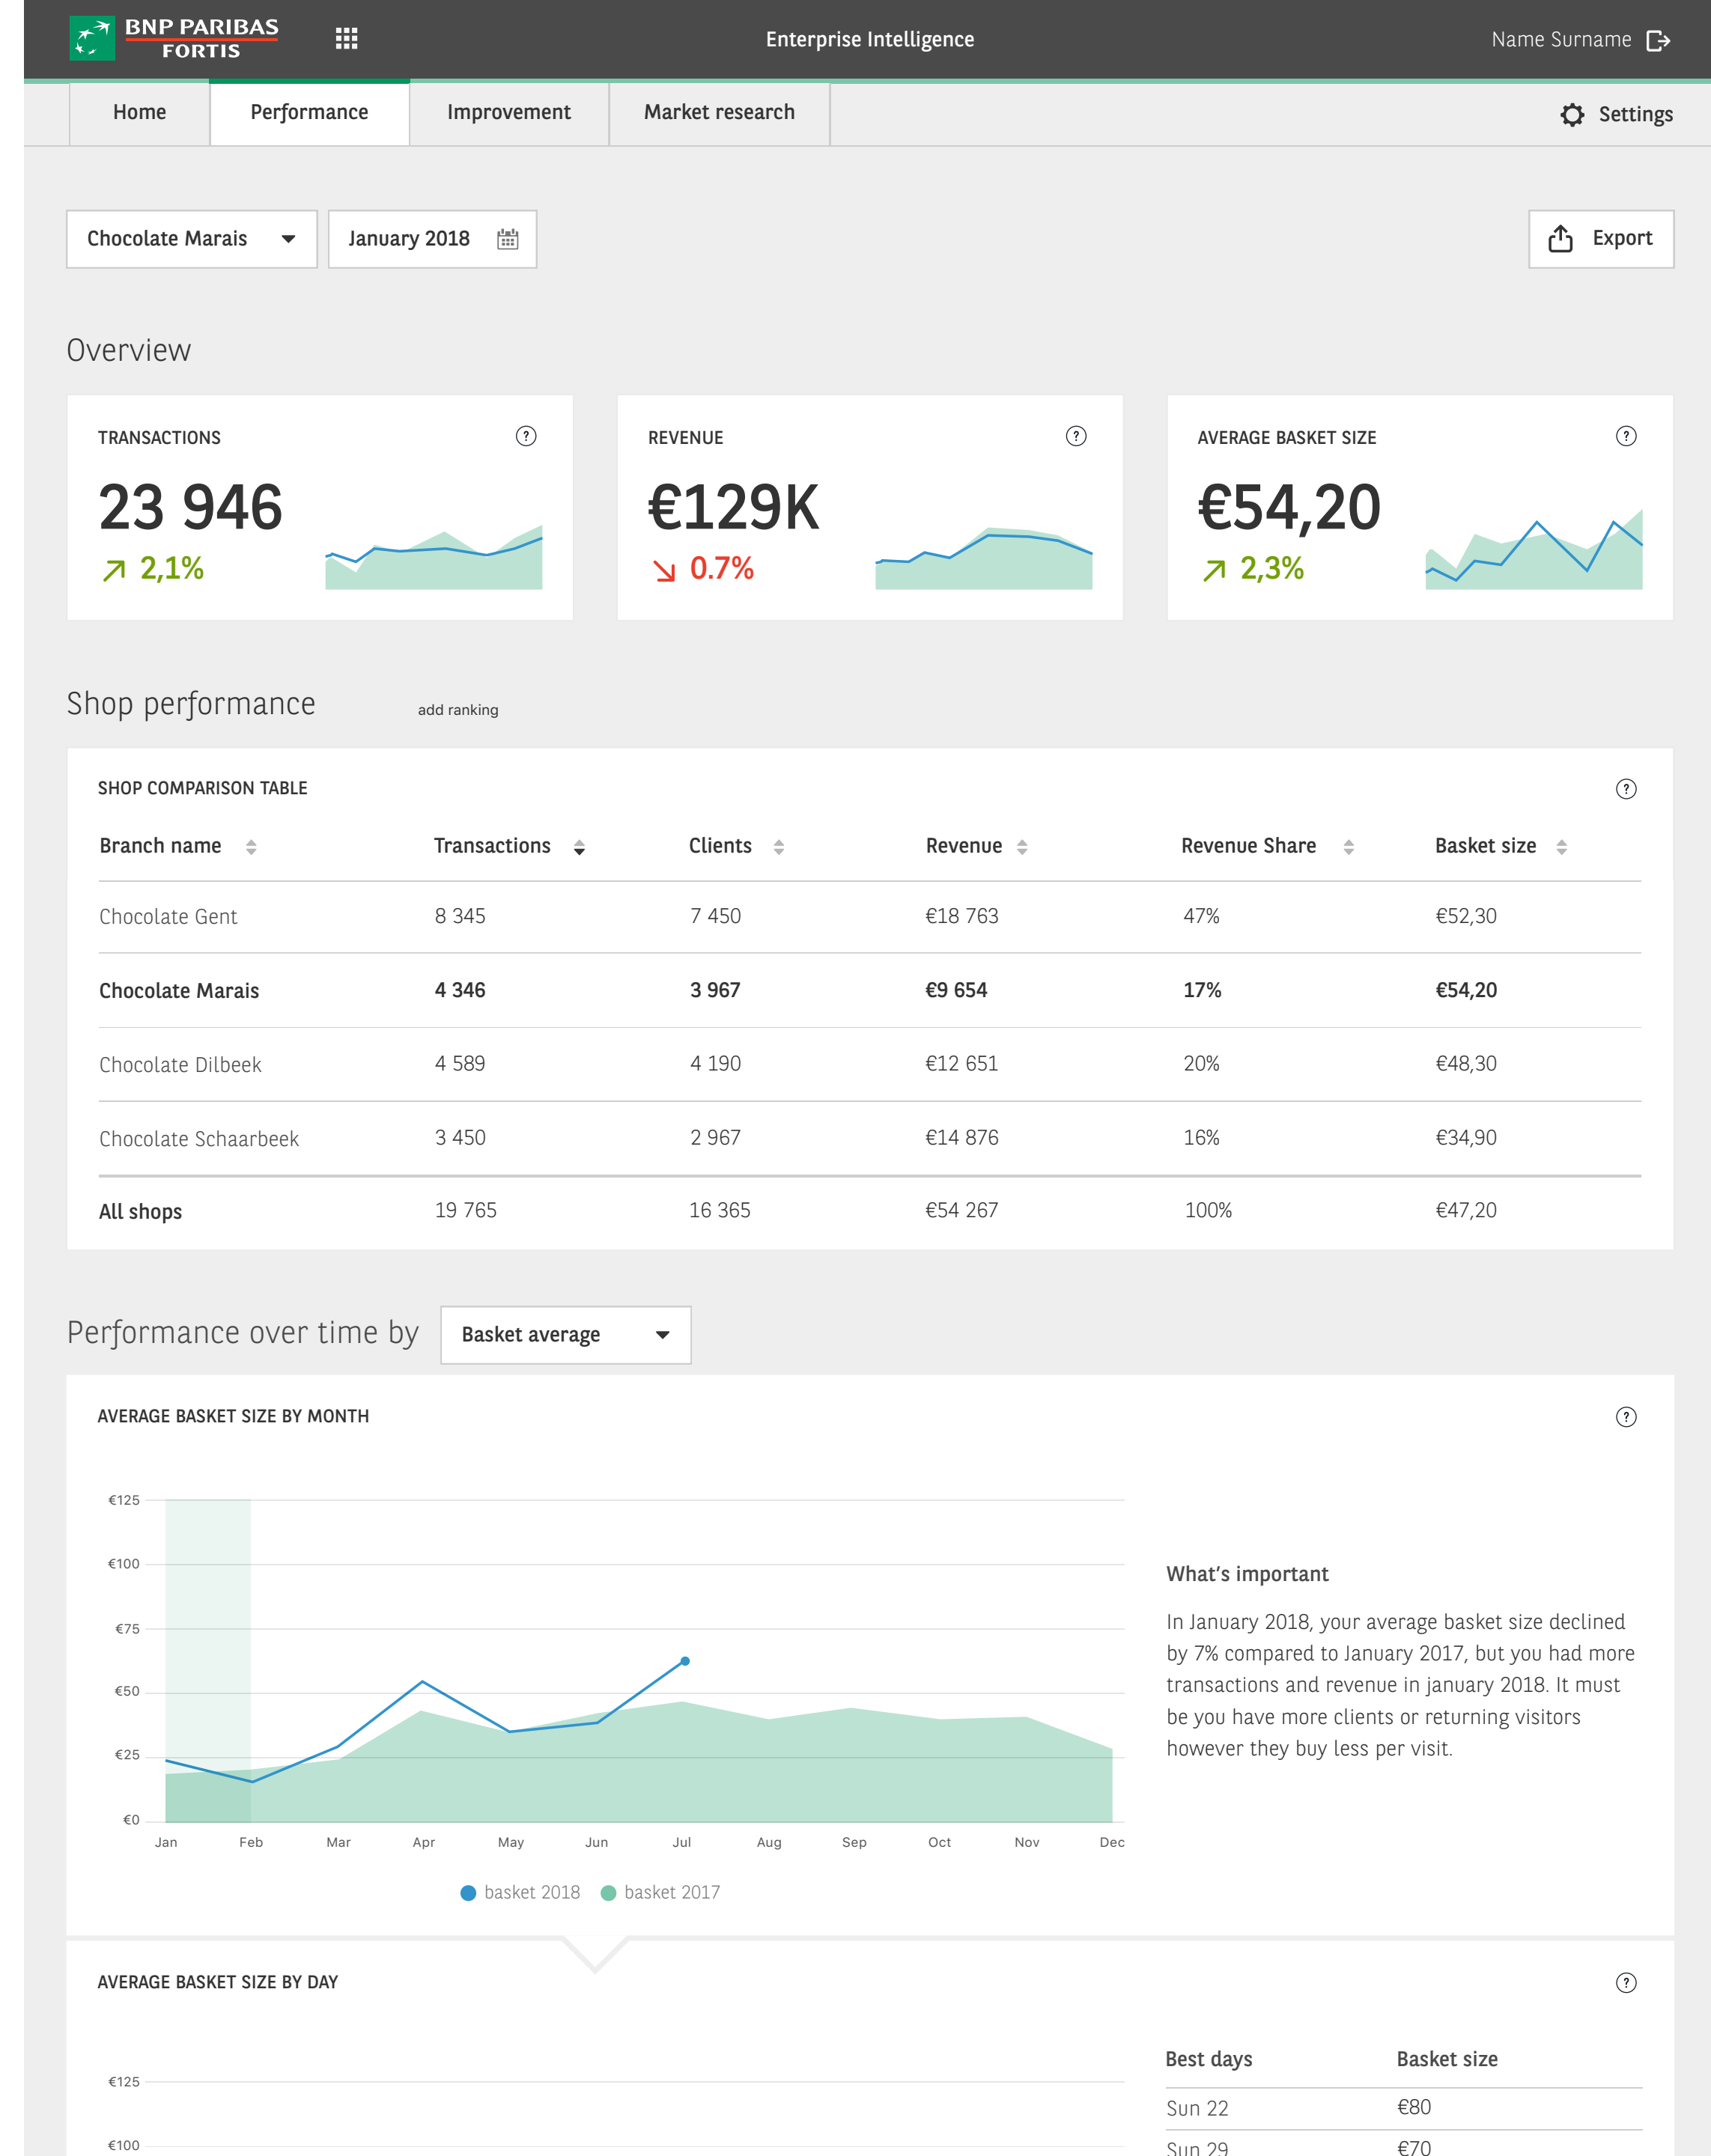 BNP PARIBAS
FORTIS
Enterprise Intelligence
Name Surname
Home
Performance
Improvement
Market research
Settings
Chocolate Marais
January 2018
Export
Overview
TRANSACTIONS
23 946
2,1%
REVENUE
€129K
0.7%
AVERAGE BASKET SIZE
€54,20
2,3%
Shop performance
add ranking
SHOP COMPARISON TABLE
Branch name Transactions Clients Revenue Revenue Share Basket size
Chocolate Gent 8 345 7 450 €18 763 47% €52,30
Chocolate Marais 4 346 3 967 €9 654 17% €54,20
Chocolate Dilbeek 4 589 4 190 €12 651 20% €48,30
Chocolate Schaarbeek 3 450 2 967 €14 876 16% €34,90
All shops 19 765 16 365 €54 267 100% €47,20
Performance over time by
Basket average
AVERAGE BASKET SIZE BY MONTH
€125
€100
€75
€50
€25
€0
Jan Feb Mar Apr May Jun Jul Aug Sep Oct Nov Dec
basket 2018 basket 2017
What's important
In January 2018, your average basket size declined
by 7% compared to January 2017, but you had more
transactions and revenue in january 2018. It must
be you have more clients or returning visitors
however they buy less per visit.
AVERAGE BASKET SIZE BY DAY
€125
€100
Best days Basket size
Sun 22 €80
Sun 29 €70